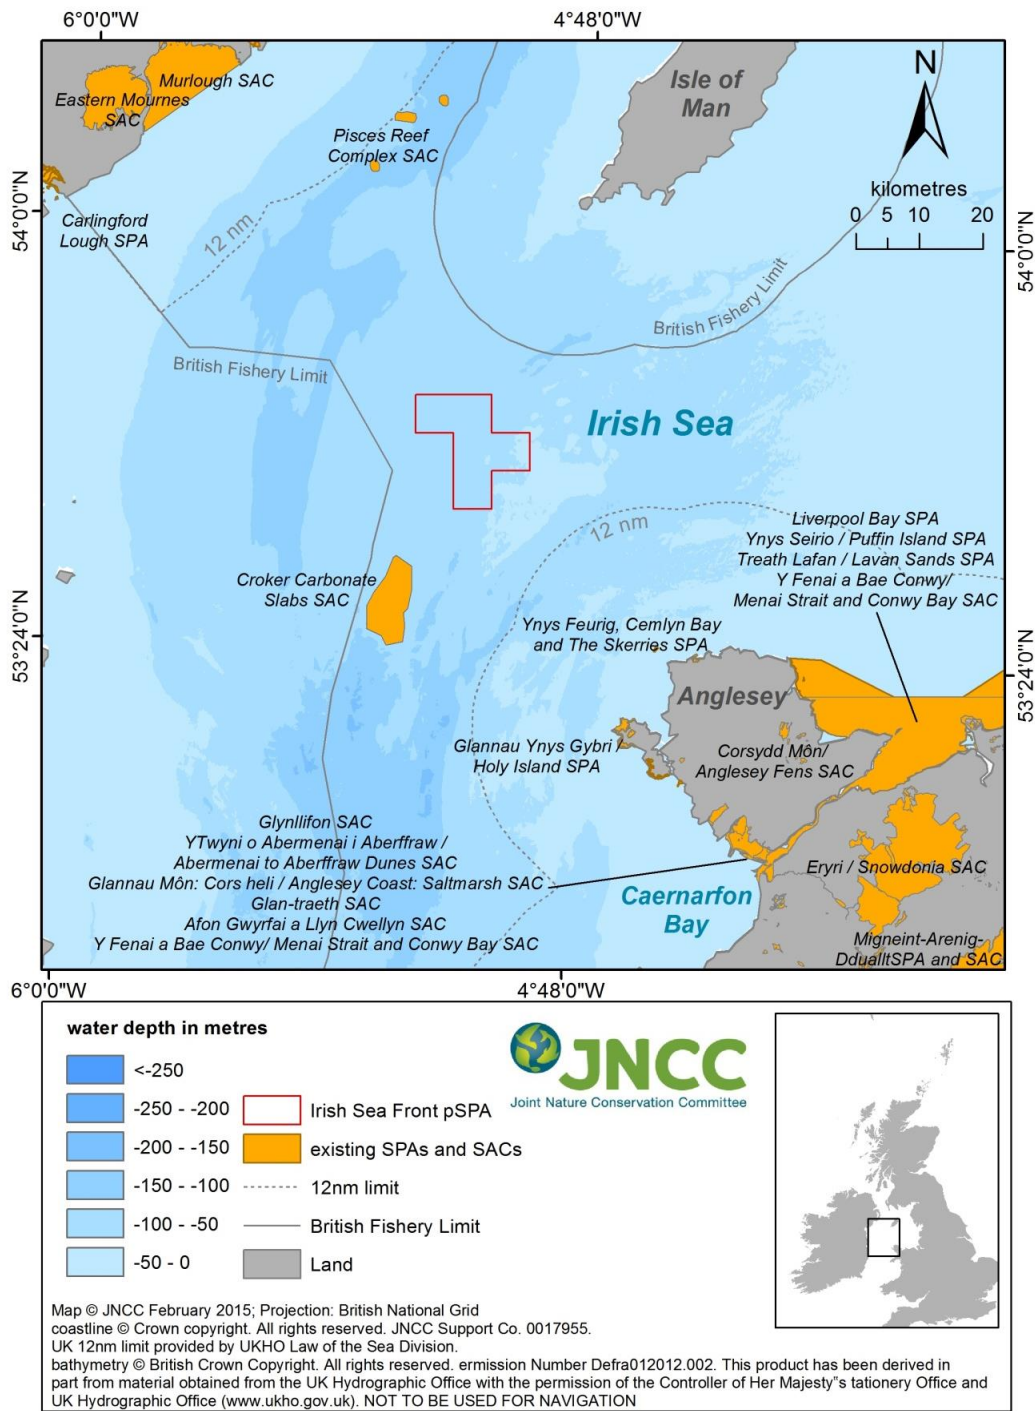 6°0'0"W
4°48'0"W
Murlough SAC
Eastern Mournes
SAC
Isle of
Man
N
Pisces Reef
Complex SAC
kilometres
0 5 10 20
54°0'0"N
54°0'0"N
Carlingford
Lough SPA
12 nm
British Fishery Limit
British Fishery Limit
Irish Sea
12 nm
Liverpool Bay SPA
Ynys Seirio / Puffin Island SPA
Treath Lafan / Lavan Sands SPA
Y Fenai a Bae Conwy/
Menai Strait and Conwy Bay SAC
Croker Carbonate
Slabs SAC
53°24'0"N
53°24'0"N
Ynys Feurig, Cemlyn Bay
and The Skerries SPA
Anglesey
Glannau Ynys Gybri /
Holy Island SPA
Corsydd Môn/
Anglesey Fens SAC
Glynllifon SAC
YTwyni o Abermenai i Aberffraw /
Abermenai to Aberffraw Dunes SAC
Glannau Môn: Cors heli / Anglesey Coast: Saltmarsh SAC
Glan-traeth SAC
Afon Gwyrfai a Llyn Cwellyn SAC
Y Fenai a Bae Conwy/ Menai Strait and Conwy Bay SAC
Eryri / Snowdonia SAC
Caernarfon
Bay
Migneint-Arenig-
DdualltSPA and SAC
6°0'0"W
4°48'0"W
water depth in metres
<-250
-250 - -200
-200 - -150
-150 - -100
-100 - -50
-50 - 0
Irish Sea Front pSPA
existing SPAs and SACs
12nm limit
British Fishery Limit
Land
JNCC
Joint Nature Conservation Committee
Map © JNCC February 2015; Projection: British National Grid
coastline © Crown copyright. All rights reserved. JNCC Support Co. 0017955.
UK 12nm limit provided by UKHO Law of the Sea Division.
bathymetry © British Crown Copyright. All rights reserved. ermission Number Defra012012.002. This product has been derived in
part from material obtained from the UK Hydrographic Office with the permission of the Controller of Her Majesty"s tationery Office and
UK Hydrographic Office (www.ukho.gov.uk). NOT TO BE USED FOR NAVIGATION